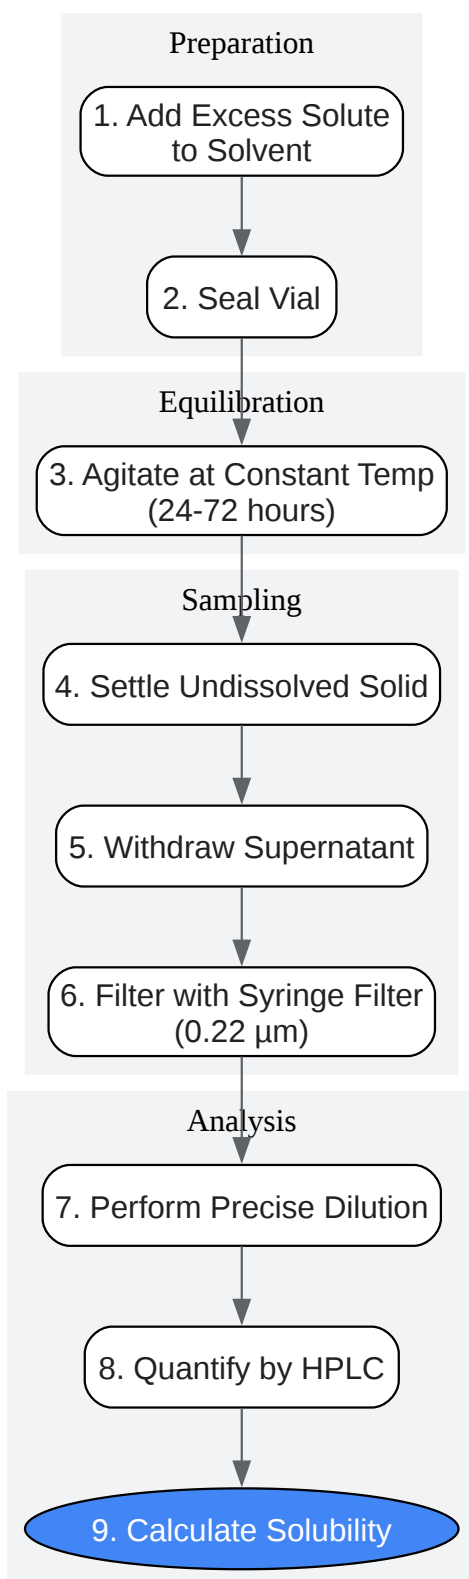 Preparation
1. Add Excess Solute
to Solvent
2. Seal Vial
Equilibration
3. Agitate at Constant Temp
(24-72 hours)
Sampling
4. Settle Undissolved Solid
5. Withdraw Supernatant
6. Filter with Syringe Filter
(0.22 µm)
Analysis
7. Perform Precise Dilution
8. Quantify by HPLC
9. Calculate Solubility